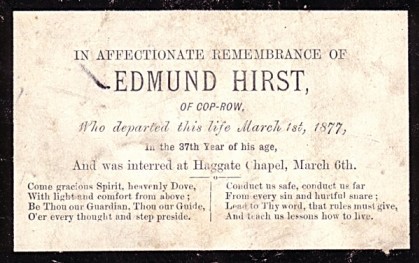 IN AFFECTIONATE REMEMBRANCE OF
EDMUND HIRST,
OF COP-ROW,
Who departed this life March 1st, 1877,
In the 37th Year of his age,
And was interred at Haggate Chapel, March 6th.
Come gracious Spirit, heavenly Dove,
With light and comfort from above;
Be Thou our Guardian, Thou our Guide,
O'er every thought and step preside.
Conduct us safe, conduct us far
From every sin and hurtful snare;
Lead to Thy word, that rules must give,
And teach us lessons how to live.